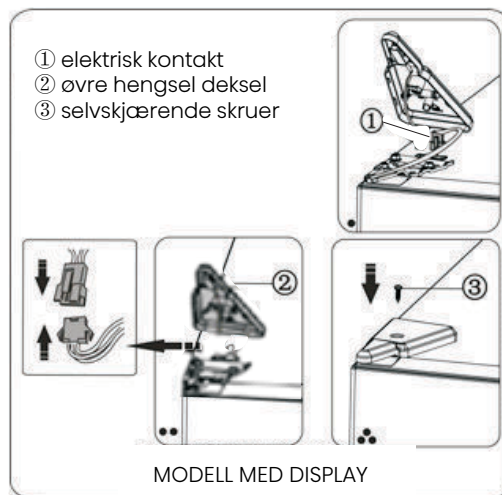 ① elektrisk kontakt
② øvre hengsel deksel
③ selvskjærende skruer
①
②
③
MODELL MED DISPLAY